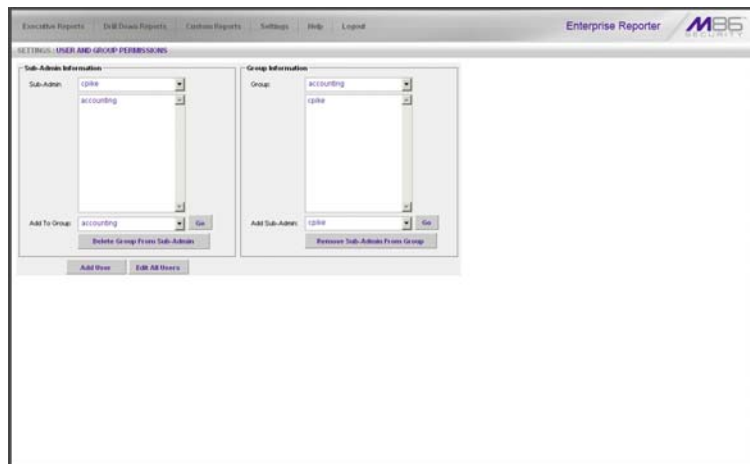 Executive Reports | Drill Down Reports | Custom Reports | Settings | Help | Logout
Enterprise Reporter
M86
SECURITY
SETTINGS : USER AND GROUP PERMISSIONS
Sub-Admin Information
Sub-Admin: cpike
accounting
Add To Group: accounting Go
Delete Group From Sub-Admin
Group Information
Group: accounting
cpike
Add Sub-Admin: cpike Go
Remove Sub-Admin From Group
Add User Edit All Users